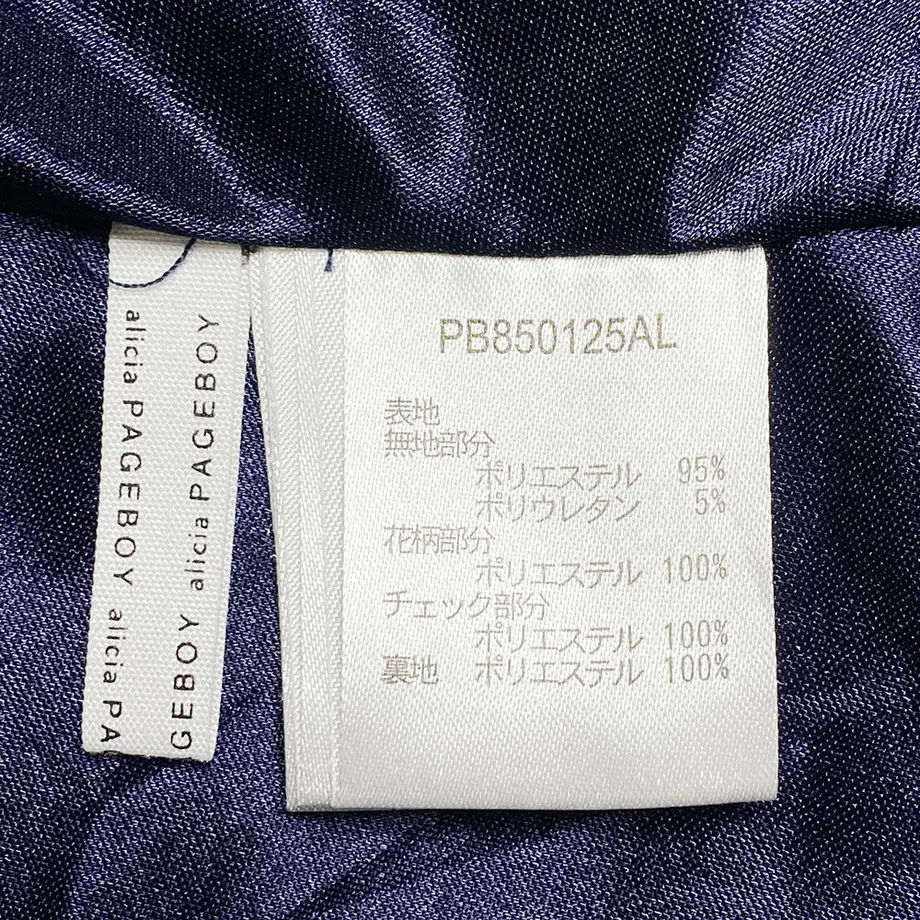 alicia PAGEBOY alicia PA
GEBOY alicia PAGEBOY
PB850125AL
表地
無地部分
ポリエステル 95%
ポリウレタン 5%
花柄部分
ポリエステル 100%
チェック部分
ポリエステル 100%
裏地 ポリエステル 100%